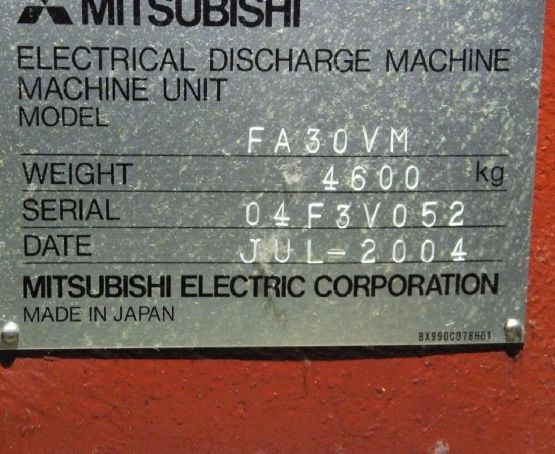 MITSUBISHI
ELECTRICAL DISCHARGE MACHINE
MACHINE UNIT
MODEL FA30VM
WEIGHT 4600 kg
SERIAL 04F3V052
DATE JUL-2004
MITSUBISHI ELECTRIC CORPORATION
MADE IN JAPAN
BX990C078H01